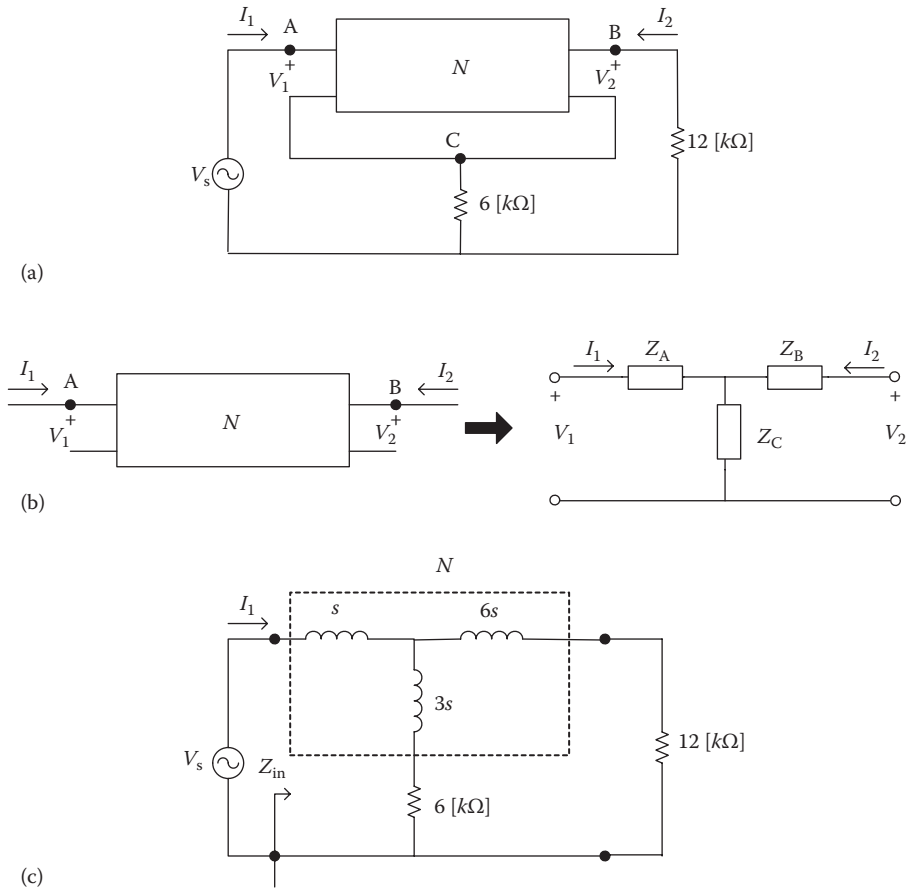 I1 A B I2
V1 + N V2 +
C
Vs 6 [kΩ] 12 [kΩ]
(a)
I1 A B I2 I1 ZA ZB I2
+ + + +
V1 N V2 V1 ZC V2
(b)
N
I1 s 6s
3s
Vs Zin 12 [kΩ]
6 [kΩ]
(c)